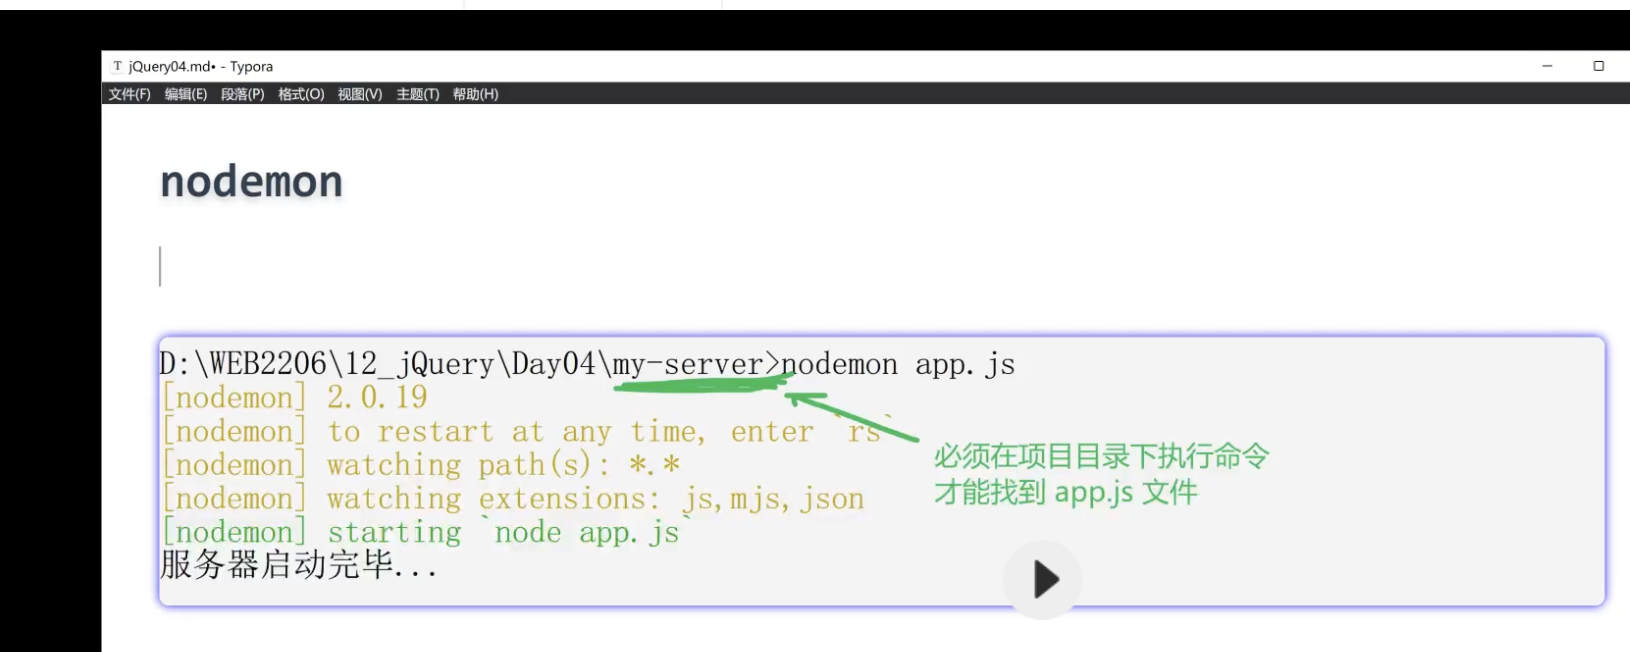 jQuery04.md• - Typora
文件(F) 编辑(E) 段落(P) 格式(O) 视图(V) 主题(T) 帮助(H)
nodemon
D:\WEB2206\12_jQuery\Day04\my-server>nodemon app.js
[nodemon] 2.0.19
[nodemon] to restart at any time, enter `rs`
[nodemon] watching path(s): *.*
[nodemon] watching extensions: js,mjs,json
[nodemon] starting `node app.js`
服务器启动完毕...
必须在项目目录下执行命令
才能找到 app.js 文件